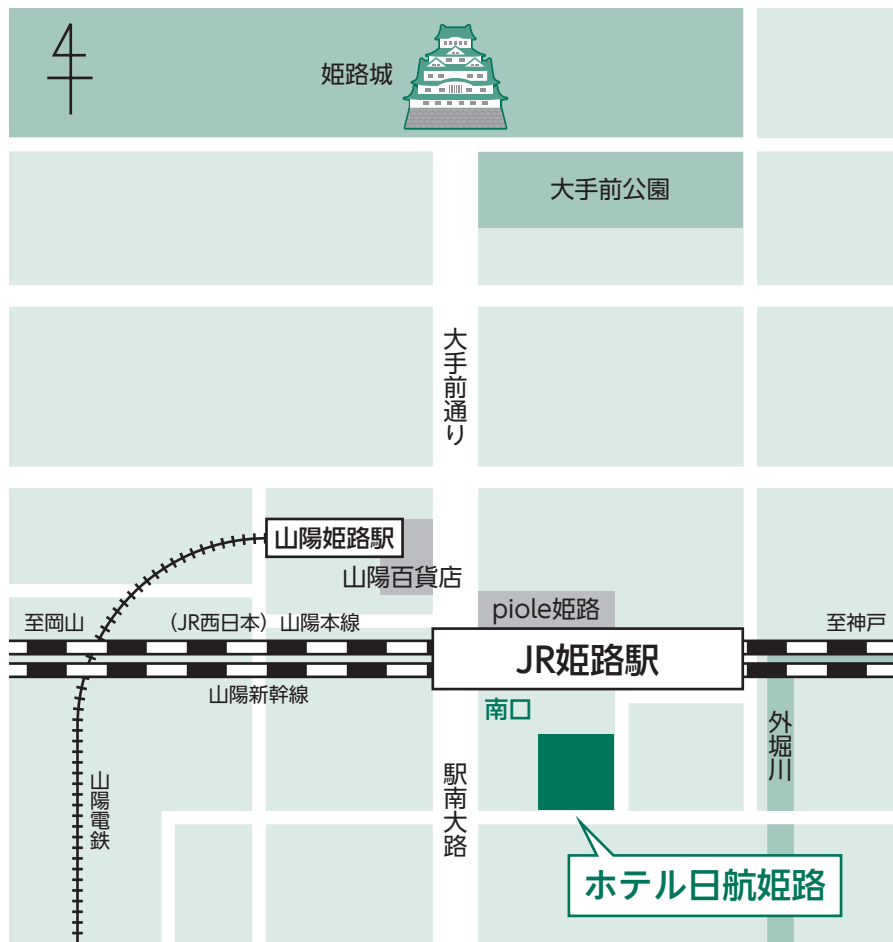 姫路城
大手前公園
大手前通り
山陽姫路駅
山陽百貨店
piole姫路
至岡山
(JR西日本)山陽本線
至神戸
JR姫路駅
山陽新幹線
南口
外堀川
駅南大路
山陽電鉄
ホテル日航姫路